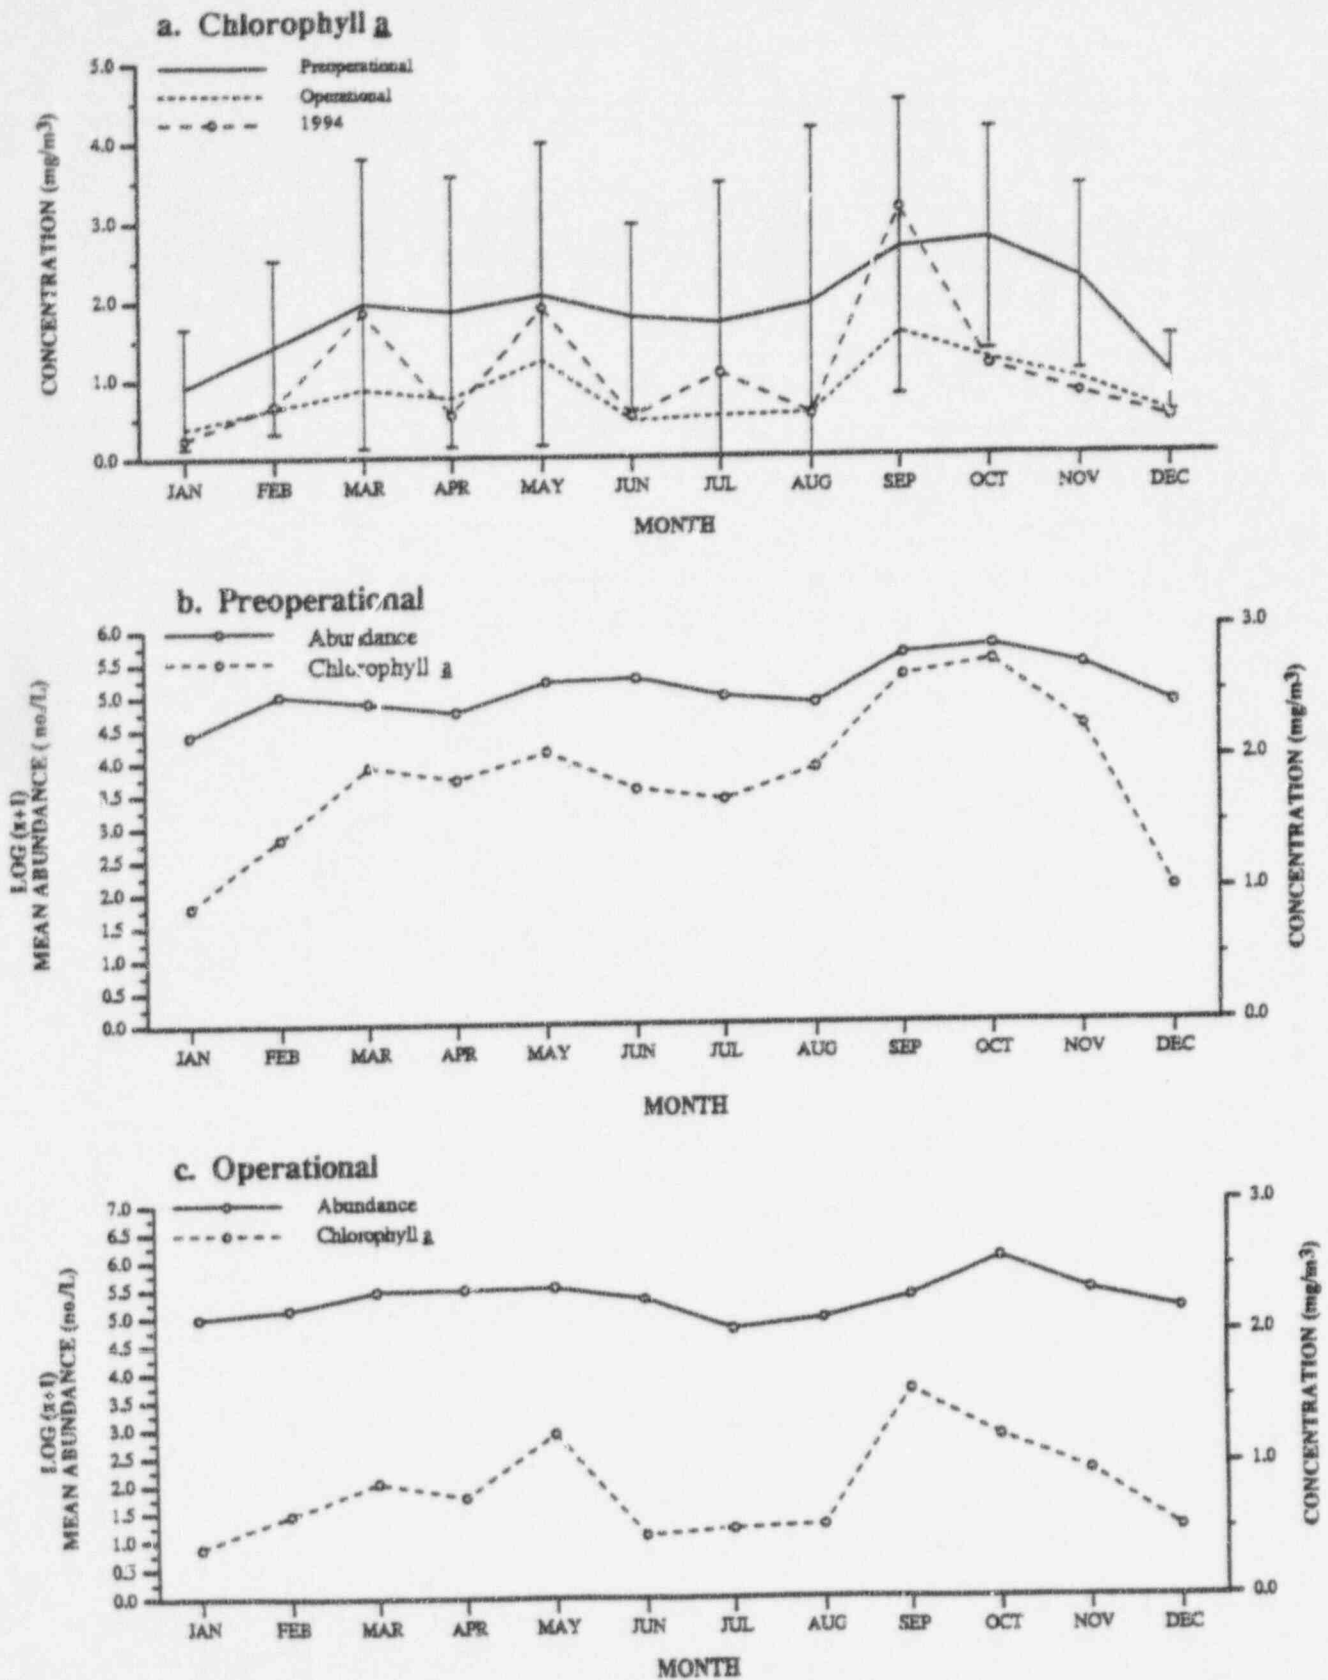 a. Chlorophyll a
Preoperational
Operational
1994
5.0
4.0
3.0
2.0
1.0
0.0
CONCENTRATION (mg/m3)
JAN FEB MAR APR MAY JUN JUL AUG SEP OCT NOV DEC
MONTH
b. Preoperational
Abundance
Chlorophyll a
6.0
5.5
5.0
4.5
4.0
3.5
3.0
2.5
2.0
1.5
1.0
0.5
0.0
LOG (x+1)
MEAN ABUNDANCE ( no./L)
3.0
2.0
1.0
0.0
CONCENTRATION (mg/m3)
JAN FEB MAR APR MAY JUN JUL AUG SEP OCT NOV DEC
MONTH
c. Operational
Abundance
Chlorophyll a
7.0
6.5
6.0
5.5
5.0
4.5
4.0
3.5
3.0
2.5
2.0
1.5
1.0
0.5
0.0
LOG (x+1)
MEAN ABUNDANCE (no./L)
3.0
2.0
1.0
0.0
CONCENTRATION (mg/m3)
JAN FEB MAR APR MAY JUN JUL AUG SEP OCT NOV DEC
MONTH